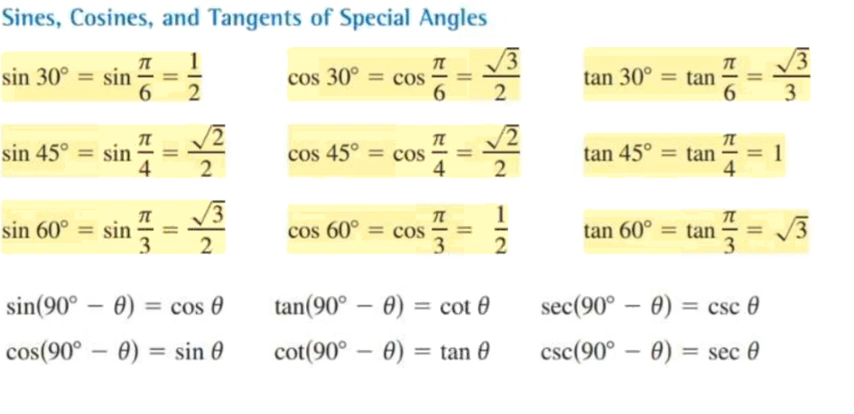 Sines, Cosines, and Tangents of Special Angles
sin 30° = sin π/6 = 1/2 cos 30° = cos π/6 = √3/2 tan 30° = tan π/6 = √3/3
sin 45° = sin π/4 = √2/2 cos 45° = cos π/4 = √2/2 tan 45° = tan π/4 = 1
sin 60° = sin π/3 = √3/2 cos 60° = cos π/3 = 1/2 tan 60° = tan π/3 = √3
sin(90° − θ) = cos θ tan(90° − θ) = cot θ sec(90° − θ) = csc θ
cos(90° − θ) = sin θ cot(90° − θ) = tan θ csc(90° − θ) = sec θ